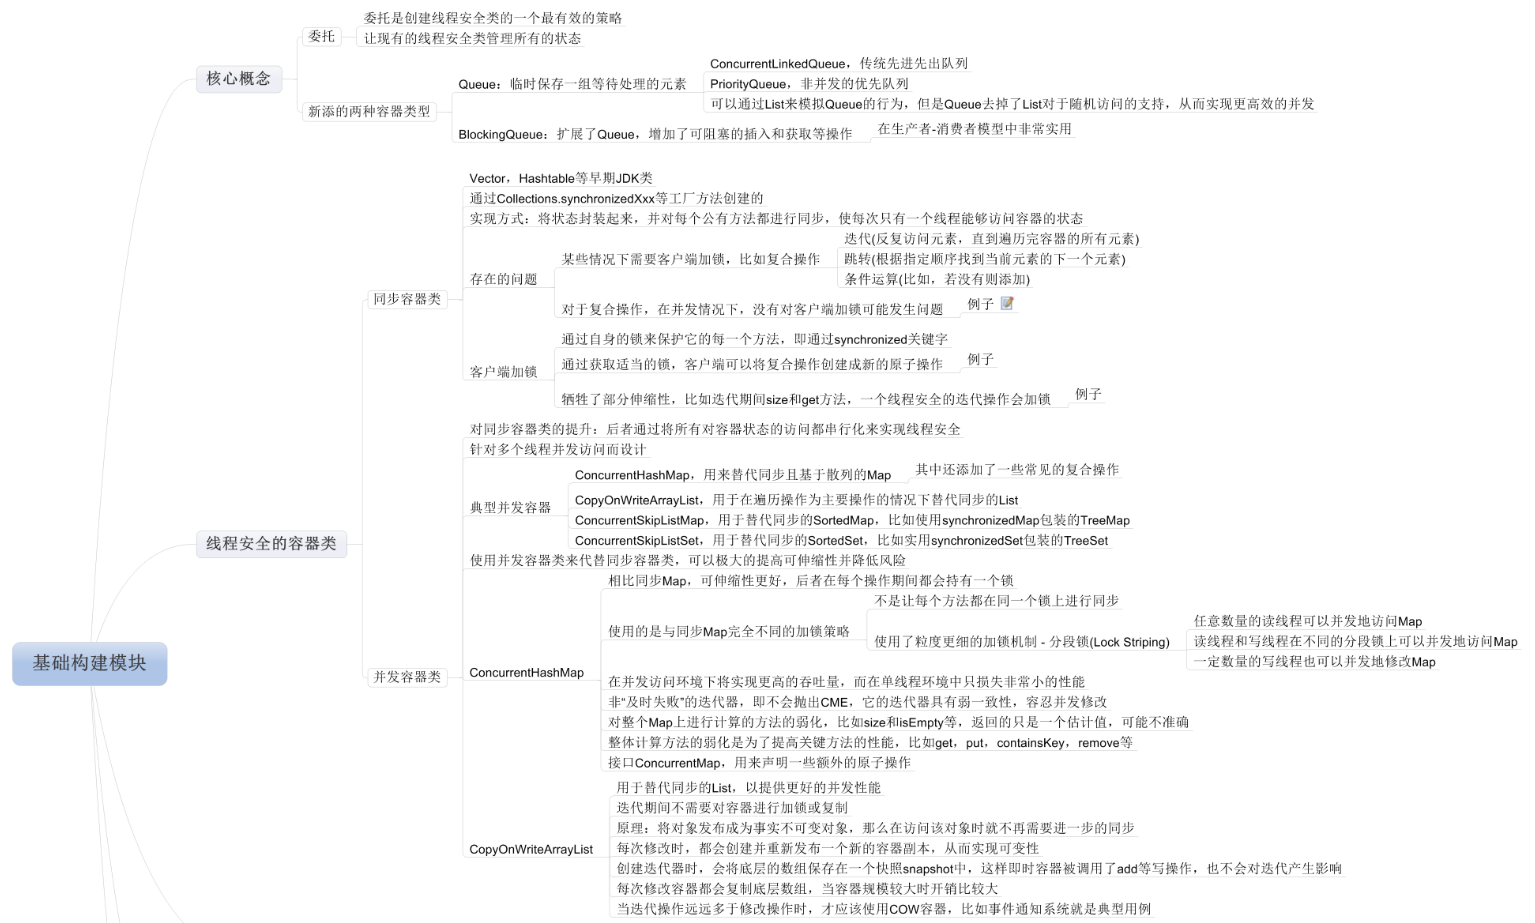 基础构建模块
核心概念
委托
委托是创建线程安全类的一个最有效的策略
让现有的线程安全类管理所有的状态
新添的两种容器类型
Queue：临时保存一组等待处理的元素
ConcurrentLinkedQueue，传统先进先出队列
PriorityQueue，非并发的优先队列
可以通过List来模拟Queue的行为，但是Queue去掉了List对于随机访问的支持，从而实现更高效的并发
BlockingQueue：扩展了Queue，增加了可阻塞的插入和获取等操作
在生产者-消费者模型中非常实用
线程安全的容器类
同步容器类
Vector，Hashtable等早期JDK类
通过Collections.synchronizedXxx等工厂方法创建的
实现方式：将状态封装起来，并对每个公有方法都进行同步，使每次只有一个线程能够访问容器的状态
存在的问题
某些情况下需要客户端加锁，比如复合操作
迭代(反复访问元素，直到遍历完容器的所有元素)
跳转(根据指定顺序找到当前元素的下一个元素)
条件运算(比如，若没有则添加)
对于复合操作，在并发情况下，没有对客户端加锁可能发生问题
例子
客户端加锁
通过自身的锁来保护它的每一个方法，即通过synchronized关键字
通过获取适当的锁，客户端可以将复合操作创建成新的原子操作
例子
牺牲了部分伸缩性，比如迭代期间size和get方法，一个线程安全的迭代操作会加锁
例子
并发容器类
对同步容器类的提升：后者通过将所有对容器状态的访问都串行化来实现线程安全
针对多个线程并发访问而设计
典型并发容器
ConcurrentHashMap，用来替代同步且基于散列的Map
其中还添加了一些常见的复合操作
CopyOnWriteArrayList，用于在遍历操作为主要操作的情况下替代同步的List
ConcurrentSkipListMap，用于替代同步的SortedMap，比如使用synchronizedMap包装的TreeMap
ConcurrentSkipListSet，用于替代同步的SortedSet，比如实用synchronizedSet包装的TreeSet
使用并发容器类来代替同步容器类，可以极大的提高可伸缩性并降低风险
ConcurrentHashMap
相比同步Map，可伸缩性更好，后者在每个操作期间都会持有一个锁
使用的是与同步Map完全不同的加锁策略
不是让每个方法都在同一个锁上进行同步
使用了粒度更细的加锁机制 - 分段锁(Lock Striping)
任意数量的读线程可以并发地访问Map
读线程和写线程在不同的分段锁上可以并发地访问Map
一定数量的写线程也可以并发地修改Map
在并发访问环境下将实现更高的吞吐量，而在单线程环境中只损失非常小的性能
非“及时失败”的迭代器，即不会抛出CME，它的迭代器具有弱一致性，容忍并发修改
对整个Map上进行计算的方法的弱化，比如size和isEmpty等，返回的只是一个估计值，可能不准确
整体计算方法的弱化是为了提高关键方法的性能，比如get，put，containsKey，remove等
接口ConcurrentMap，用来声明一些额外的原子操作
CopyOnWriteArrayList
用于替代同步的List，以提供更好的并发性能
迭代期间不需要对容器进行加锁或复制
原理：将对象发布成为事实不可变对象，那么在访问该对象时就不再需要进一步的同步
每次修改时，都会创建并重新发布一个新的容器副本，从而实现可变性
创建迭代器时，会将底层的数组保存在一个快照snapshot中，这样即时容器被调用了add等写操作，也不会对迭代产生影响
每次修改容器都会复制底层数组，当容器规模较大时开销比较大
当迭代操作远远多于修改操作时，才应该使用COW容器，比如事件通知系统就是典型用例